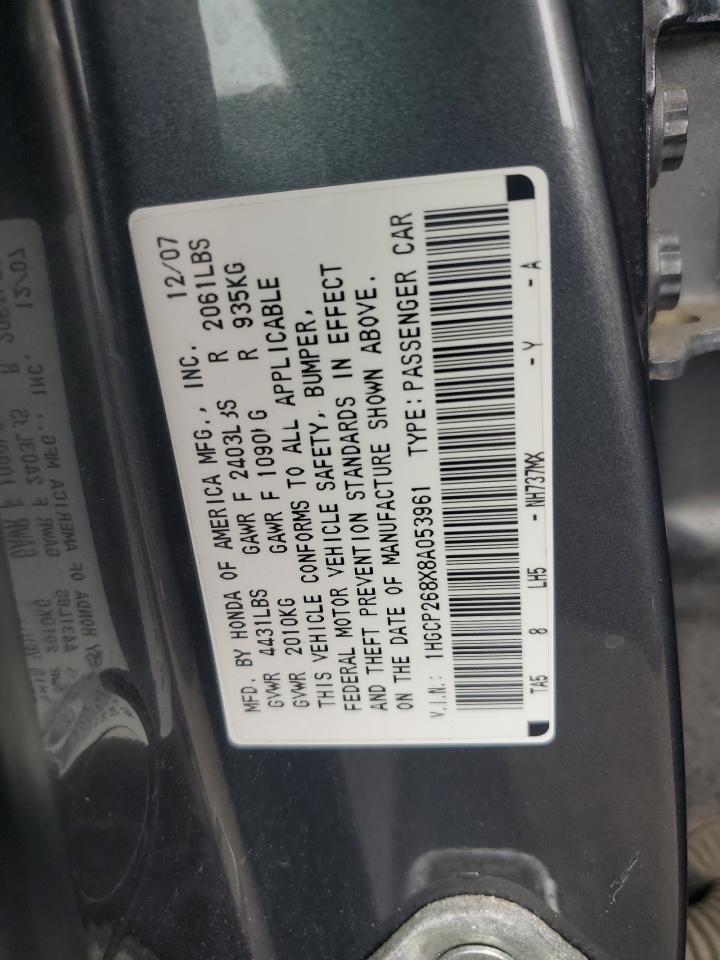 MFD. BY HONDA OF AMERICA MFG., INC. 12/07
GVWR 4431LBS GAWR F 2403LBS R 2061LBS
GVWR 2010KG GAWR F 1090KG R 935KG
THIS VEHICLE CONFORMS TO ALL APPLICABLE
FEDERAL MOTOR VEHICLE SAFETY, BUMPER,
AND THEFT PREVENTION STANDARDS IN EFFECT
ON THE DATE OF MANUFACTURE SHOWN ABOVE.
V.I.N.: 1HGCP268X8A053961 TYPE:PASSENGER CAR
TA5 8 LH5 - NH737MX - Y - A